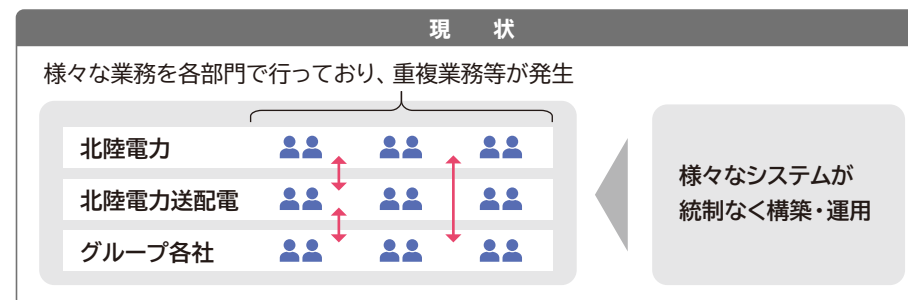 現 状
様々な業務を各部門で行っており、重複業務等が発生
北陸電力
北陸電力送配電
グループ各社
様々なシステムが
統制なく構築・運用